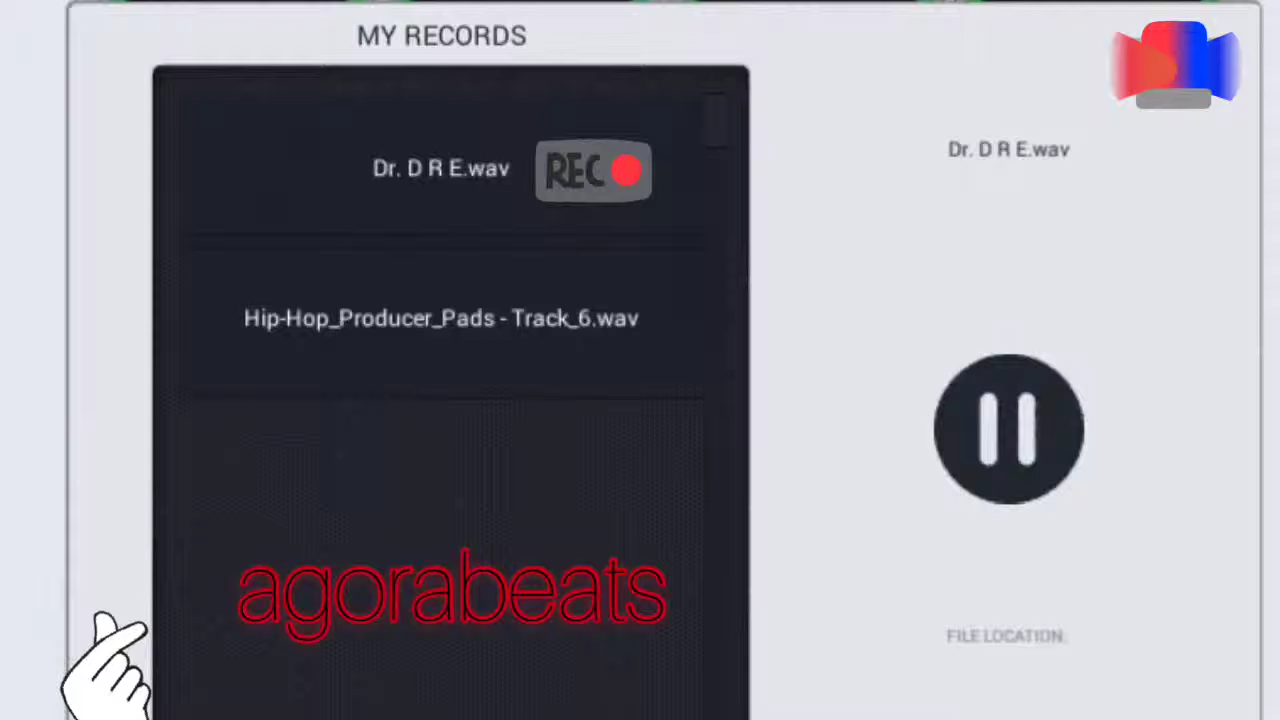 MY RECORDS
Dr. D R E.wav
REC
Dr. D R E.wav
Hip-Hop_Producer_Pads - Track_6.wav
agorabeats
FILE LOCATION: